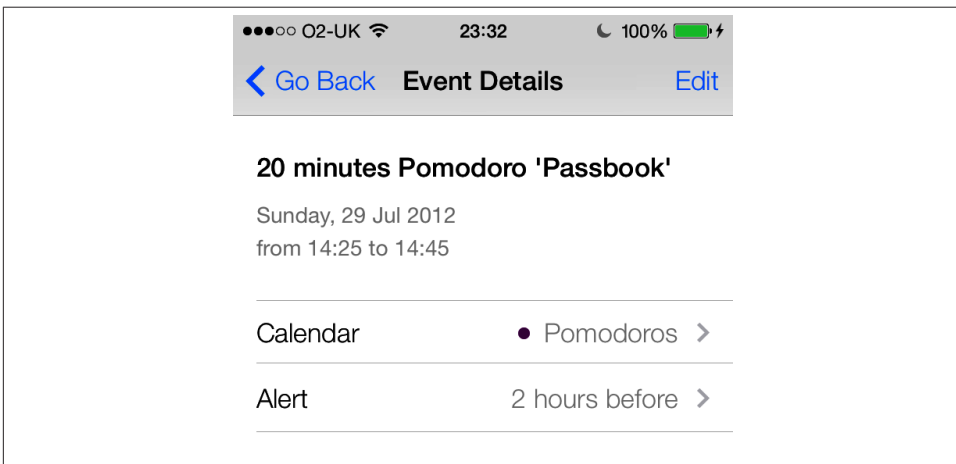 O2-UK 23:32 100%
Go Back Event Details Edit
20 minutes Pomodoro 'Passbook'
Sunday, 29 Jul 2012
from 14:25 to 14:45
Calendar Pomodoros
Alert 2 hours before